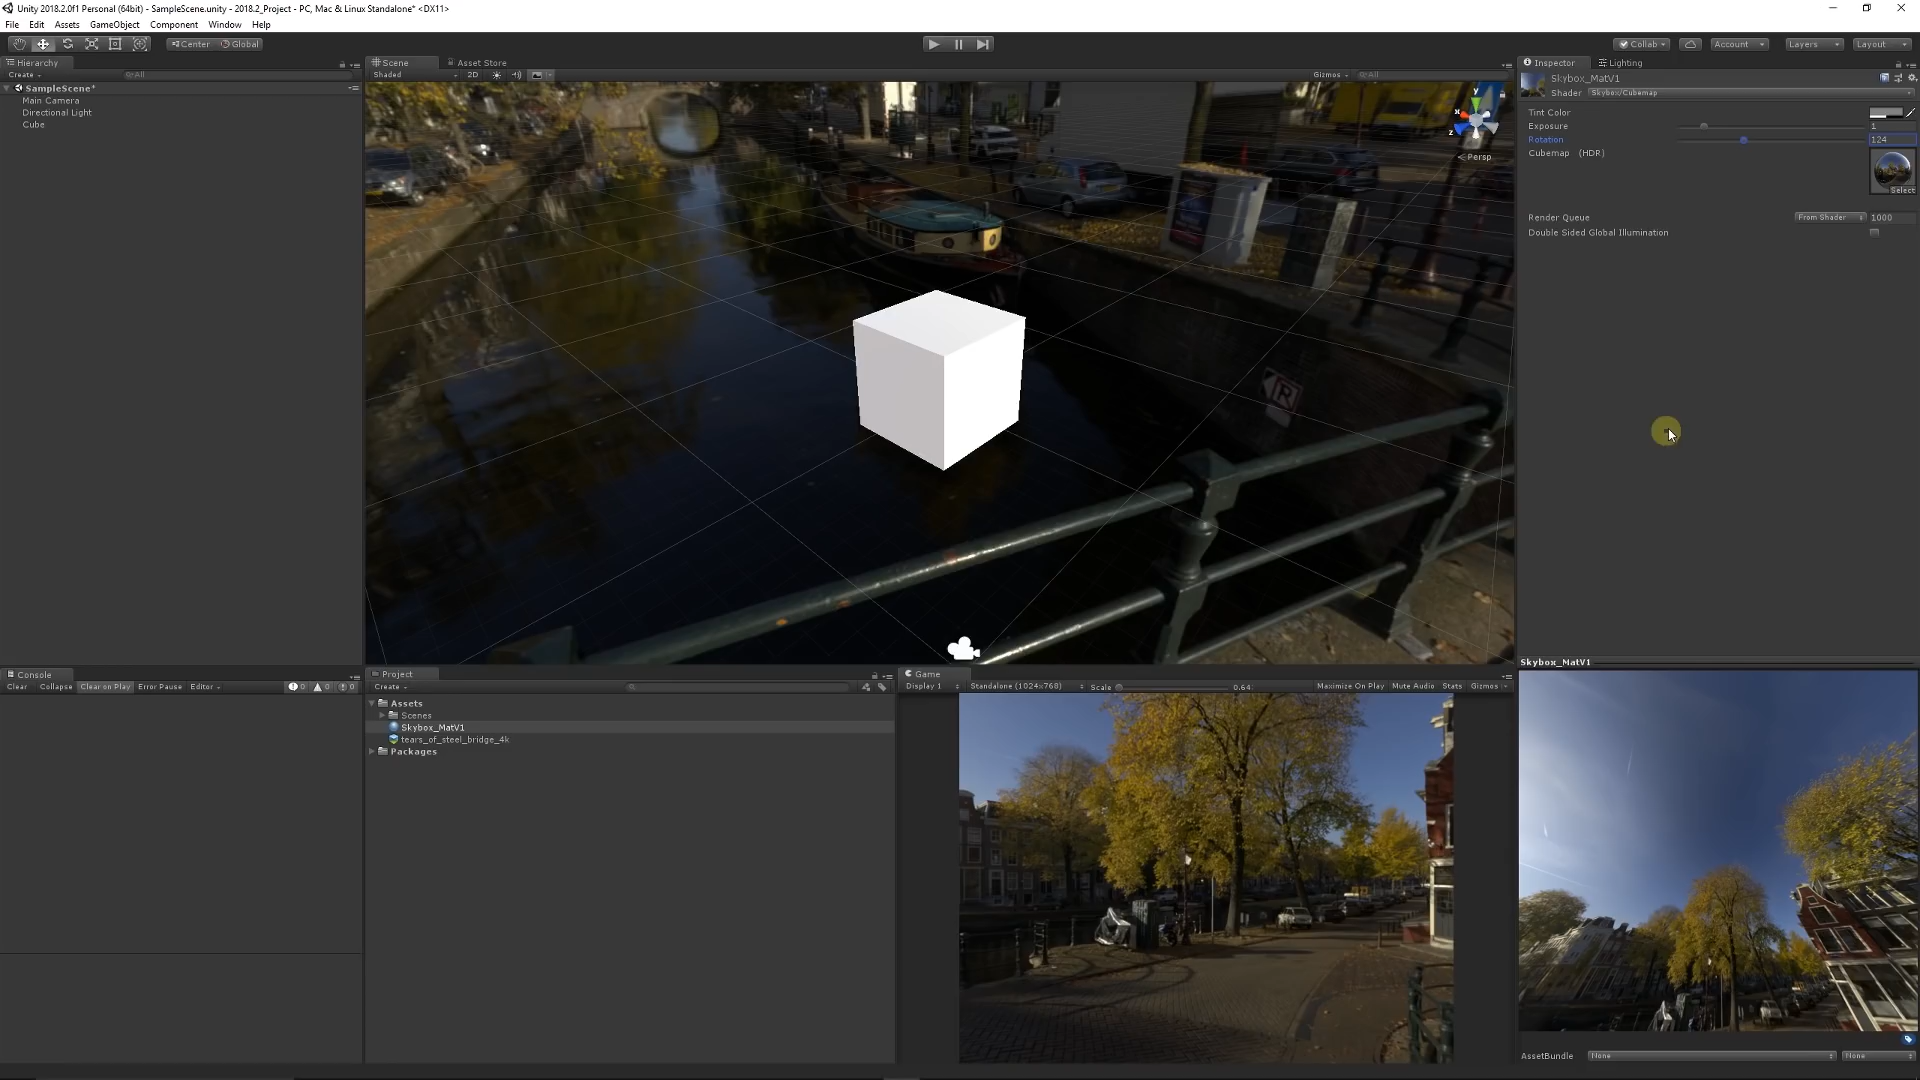 Unity 2018.2.0f1 Personal (64bit) - SampleScene.unity - 2018.2_Project - PC, Mac & Linux Standalone* <DX11>
File Edit Assets GameObject Component Window Help
Center Global
Collab Account Layers Layout
Hierarchy
Create All
SampleScene*
Main Camera
Directional Light
Cube
Scene Asset Store
Shaded 2D Gizmos All
y
x
z
Persp
R
Inspector Lighting
Skybox_MatV1
Shader Skybox/Cubemap
Tint Color
Exposure 1
Rotation 124
Cubemap (HDR)
Select
Render Queue From Shader 1000
Double Sided Global Illumination
Console
Clear Collapse Clear on Play Error Pause Editor 0 0 0
Project
Create
Assets
Scenes
Skybox_MatV1
tears_of_steel_bridge_4k
Packages
Game
Display 1 Standalone (1024x768) Scale 0.64 Maximize On Play Mute Audio Stats Gizmos
Skybox_MatV1
AssetBundle None None